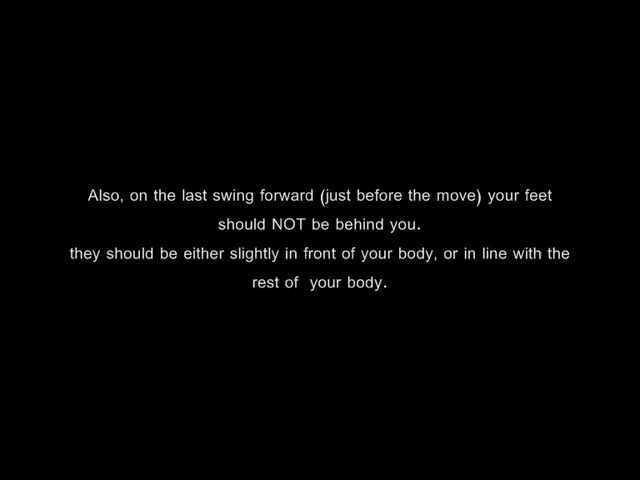 Also, on the last swing forward (just before the move) your feet
should NOT be behind you.
they should be either slightly in front of your body, or in line with the
rest of  your body.